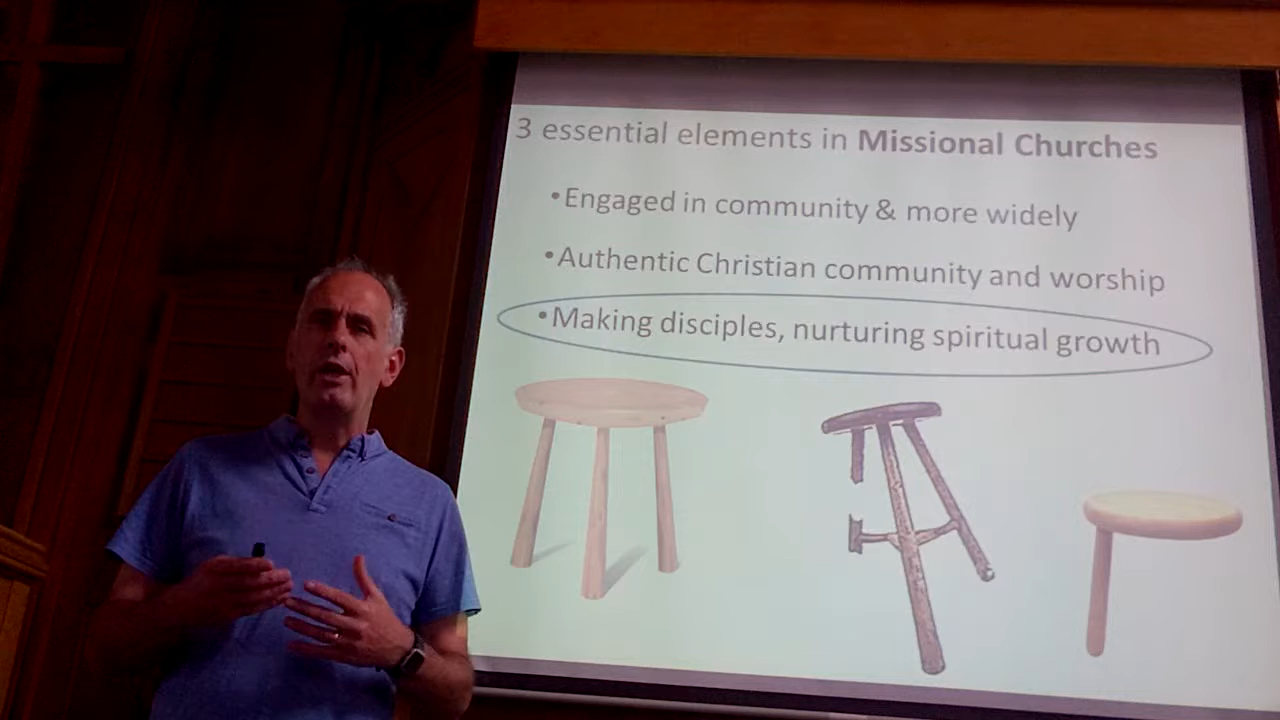 3 essential elements in Missional Churches
•Engaged in community & more widely
•Authentic Christian community and worship
•Making disciples, nurturing spiritual growth